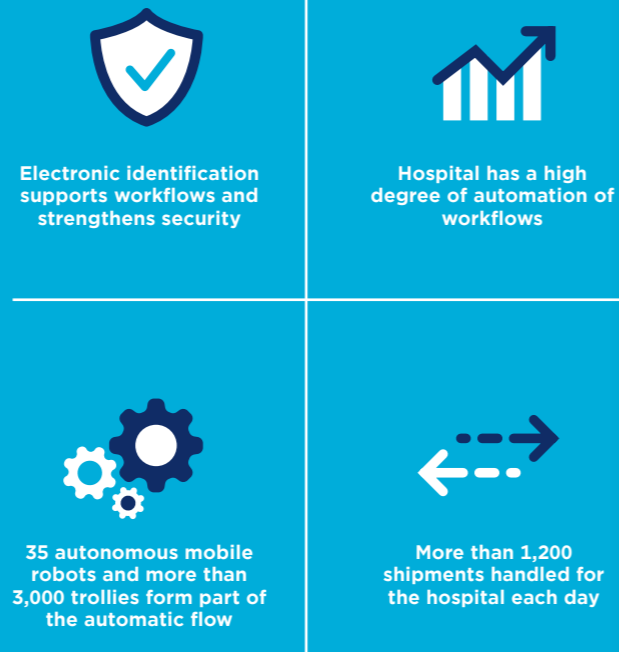 Electronic identification
supports workflows and
strengthens security
Hospital has a high
degree of automation of
workflows
35 autonomous mobile
robots and more than
3,000 trollies form part of
the automatic flow
More than 1,200
shipments handled for
the hospital each day